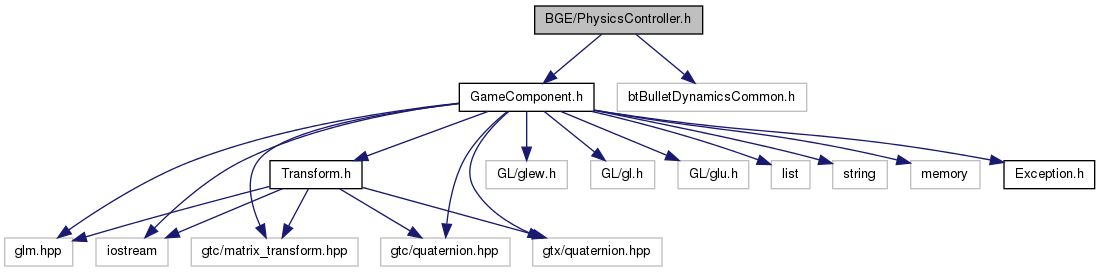 BGE/PhysicsController.h
GameComponent.h
btBulletDynamicsCommon.h
Transform.h
GL/glew.h
GL/gl.h
GL/glu.h
list
string
memory
Exception.h
glm.hpp
iostream
gtc/matrix_transform.hpp
gtc/quaternion.hpp
gtx/quaternion.hpp